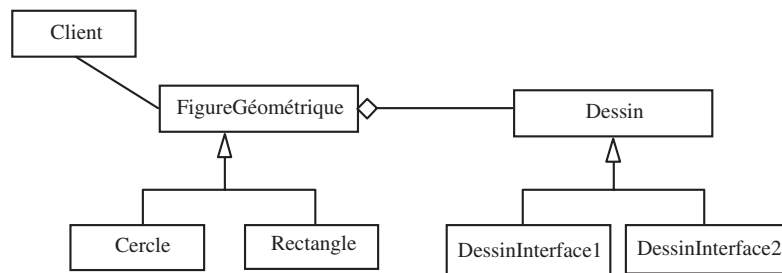 Client
FigureGéométrique
Dessin
Cercle
Rectangle
DessinInterface1
DessinInterface2